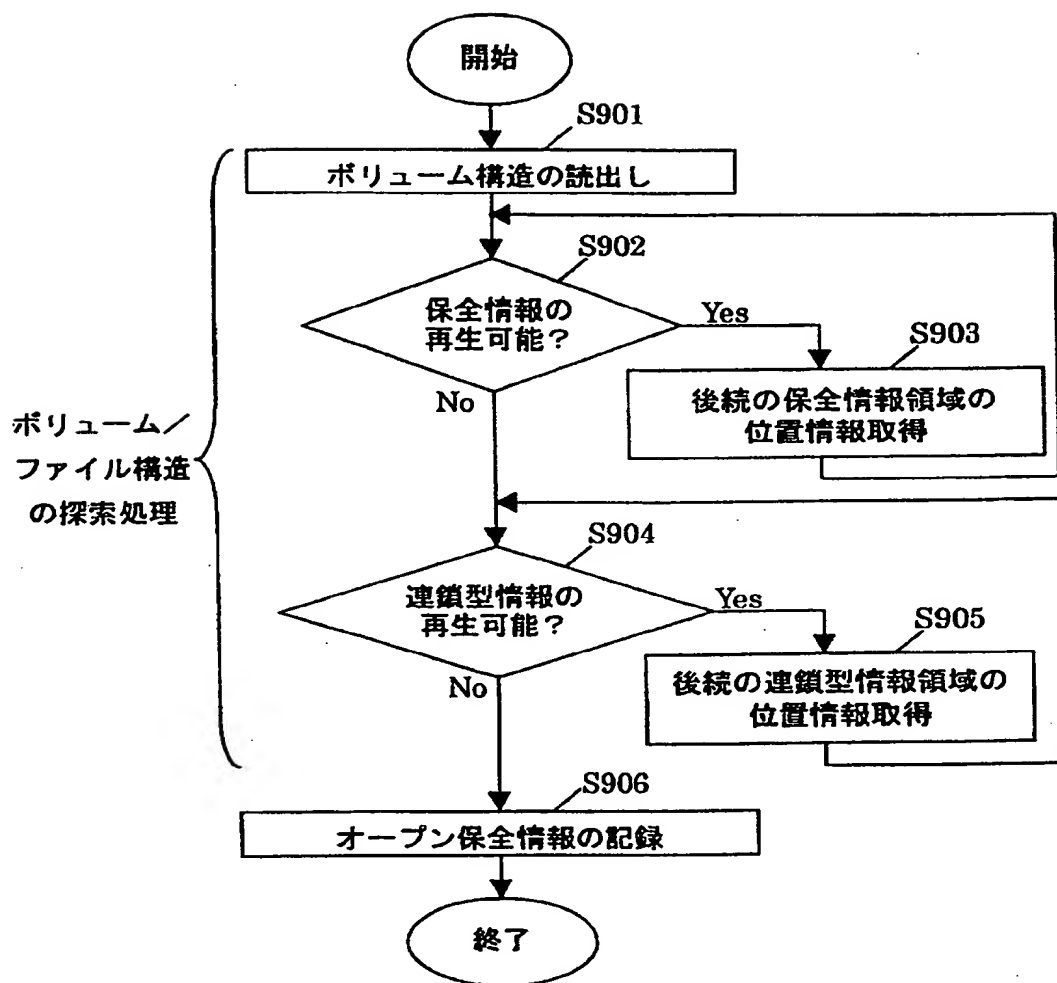 開始
S901
ボリューム構造の読出し
S902
保全情報の
再生可能?
Yes
S903
後続の保全情報領域の
位置情報取得
No
ボリューム/
ファイル構造
の探索処理
S904
連鎖型情報の
再生可能?
Yes
S905
後続の連鎖型情報領域の
位置情報取得
No
S906
オープン保全情報の記録
終了